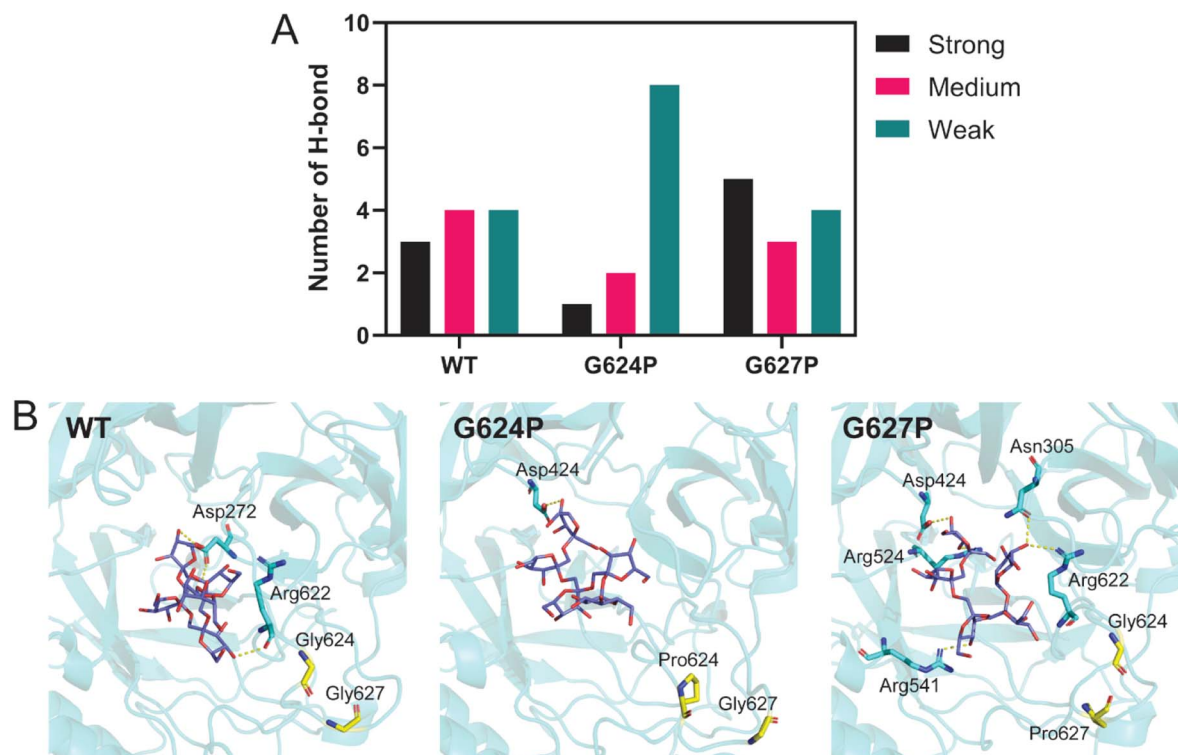 A
Number of H-bond
10
8
6
4
2
0
WT
G624P
G627P
Strong
Medium
Weak
B
WT
Asp272
Arg622
Gly624
Gly627
G624P
Asp424
Pro624
Gly627
G627P
Asn305
Asp424
Arg524
Arg622
Gly624
Arg541
Pro627